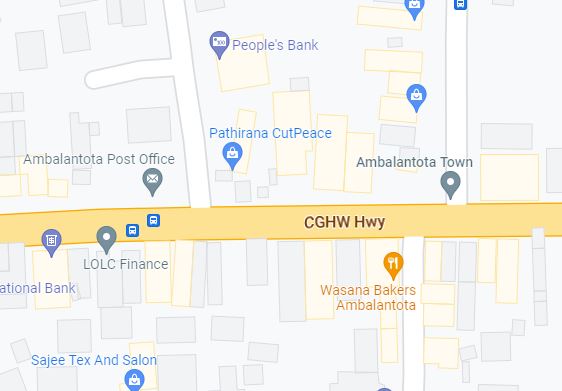 People's Bank
Pathirana CutPeace
Ambalantota Post Office
Ambalantota Town
CGHW Hwy
LOLC Finance
ational Bank
Wasana Bakers
Ambalantota
Sajee Tex And Salon